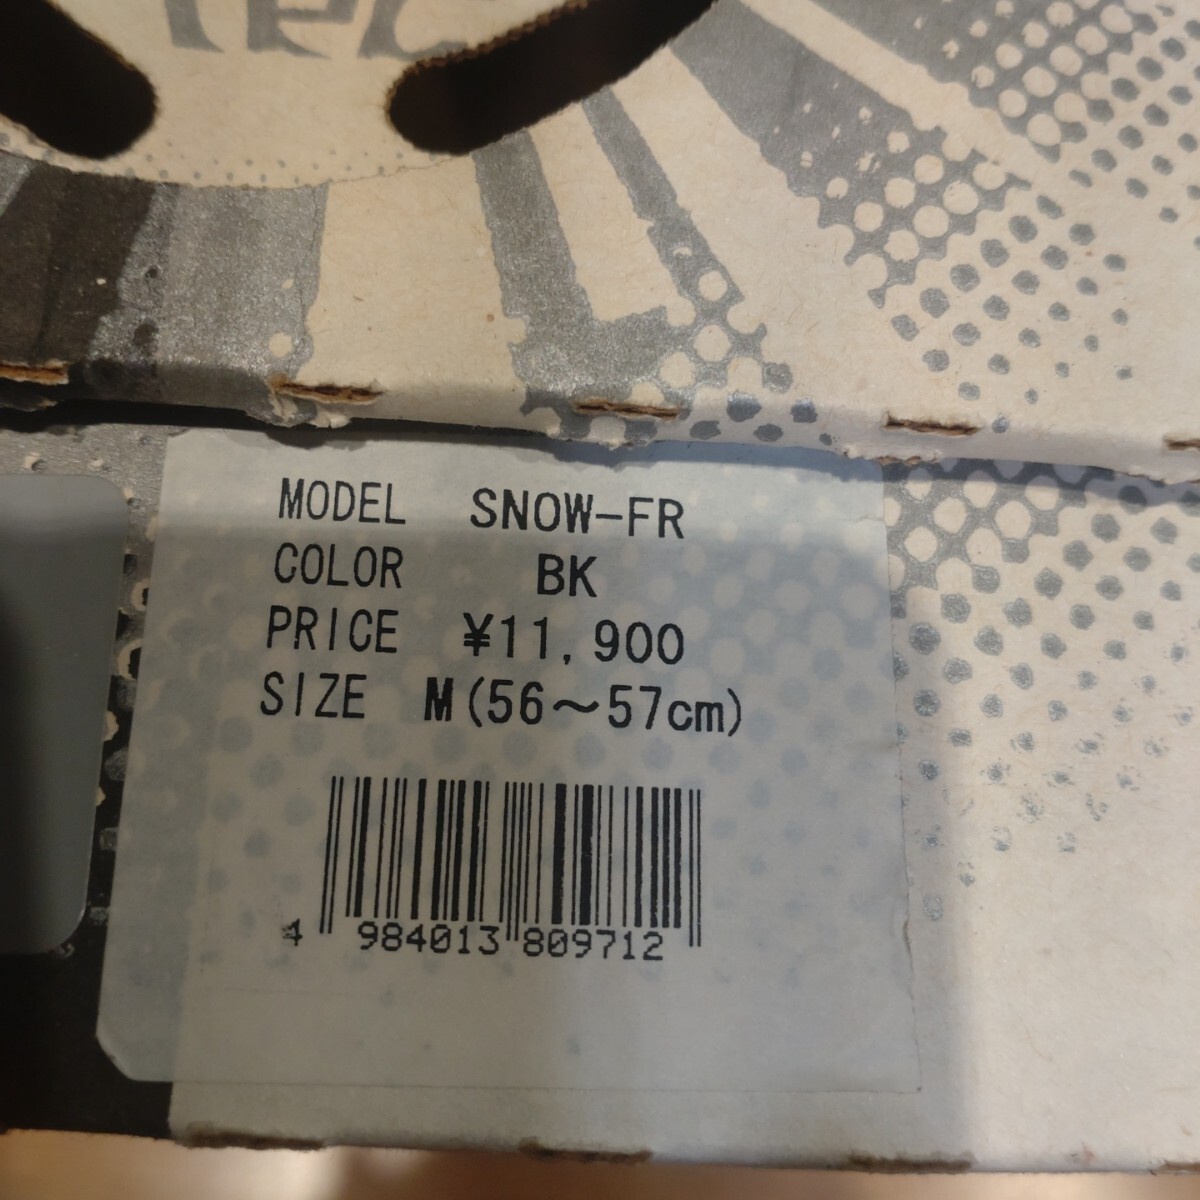 MODEL SNOW-FR
COLOR BK
PRICE ¥11,900
SIZE M(56～57cm)
4 984013 809712